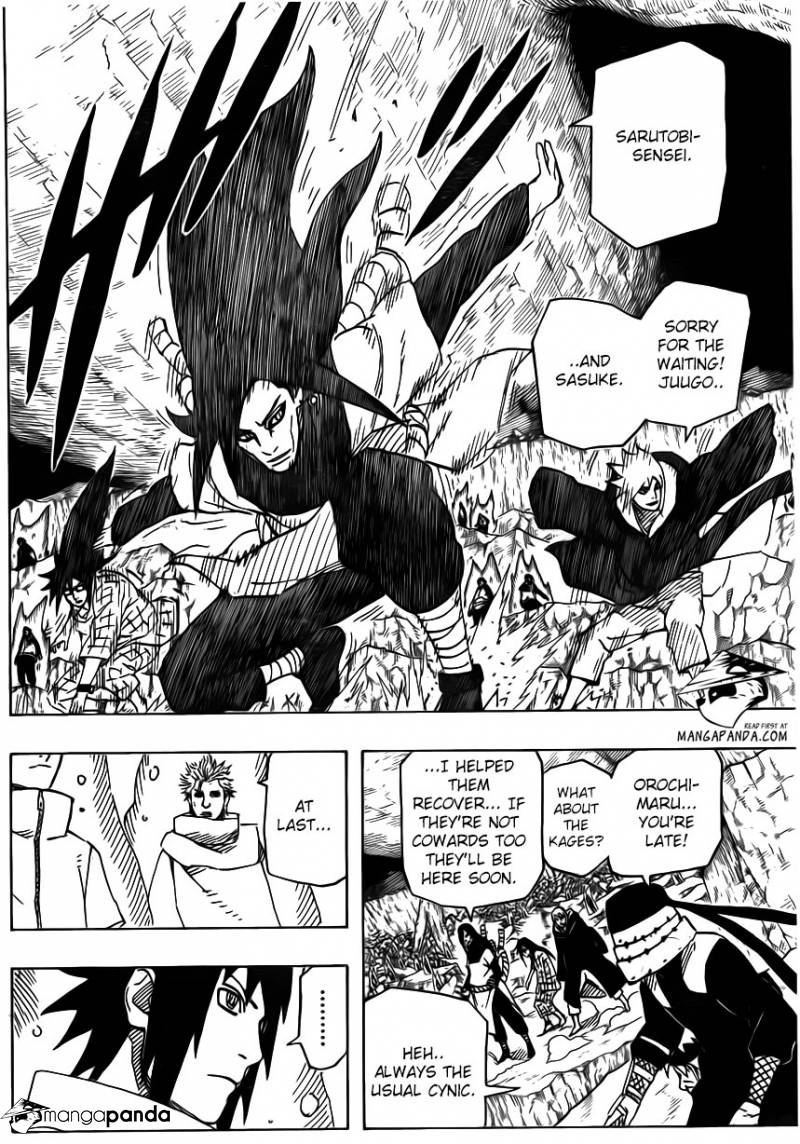 SARUTOBI-
SENSEI.
SORRY
FOR THE
WAITING!
JUUGO..
..AND
SASUKE.
READ FIRST AT
MANGAPANDA.COM
OROCHI-
MARU...
YOU'RE
LATE!
WHAT
ABOUT
THE
KAGES?
...I HELPED
THEM
RECOVER... IF
THEY'RE NOT
COWARDS TOO
THEY'LL BE
HERE SOON.
HEH..
ALWAYS THE
USUAL CYNIC.
AT
LAST...
.........
mangapanda